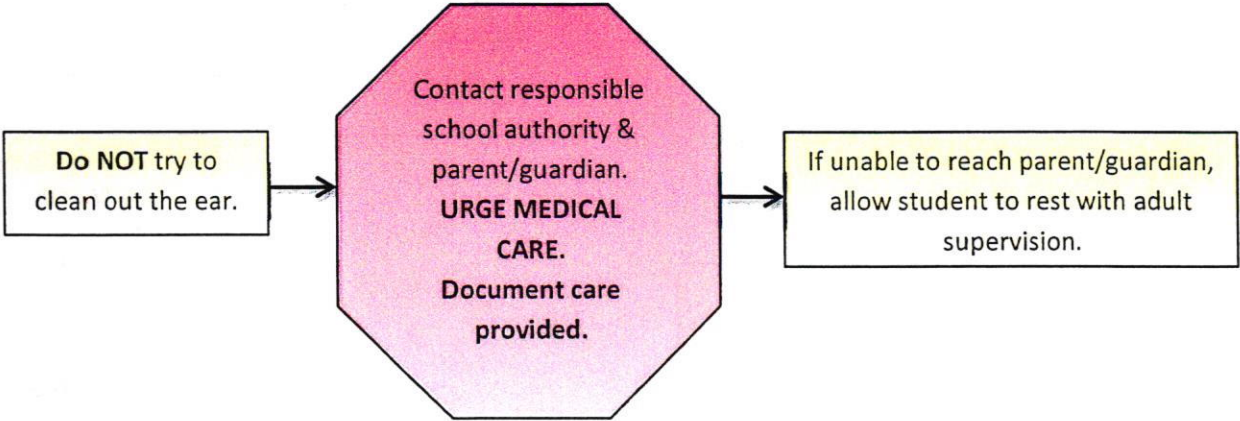 Do NOT try to
clean out the ear.
Contact responsible
school authority &
parent/guardian.
URGE MEDICAL
CARE.
Document care
provided.
If unable to reach parent/guardian,
allow student to rest with adult
supervision.